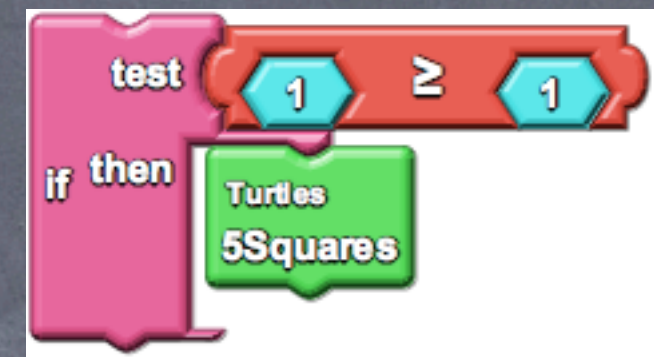 test 1 ≥ 1
if then
Turtles
5Squares